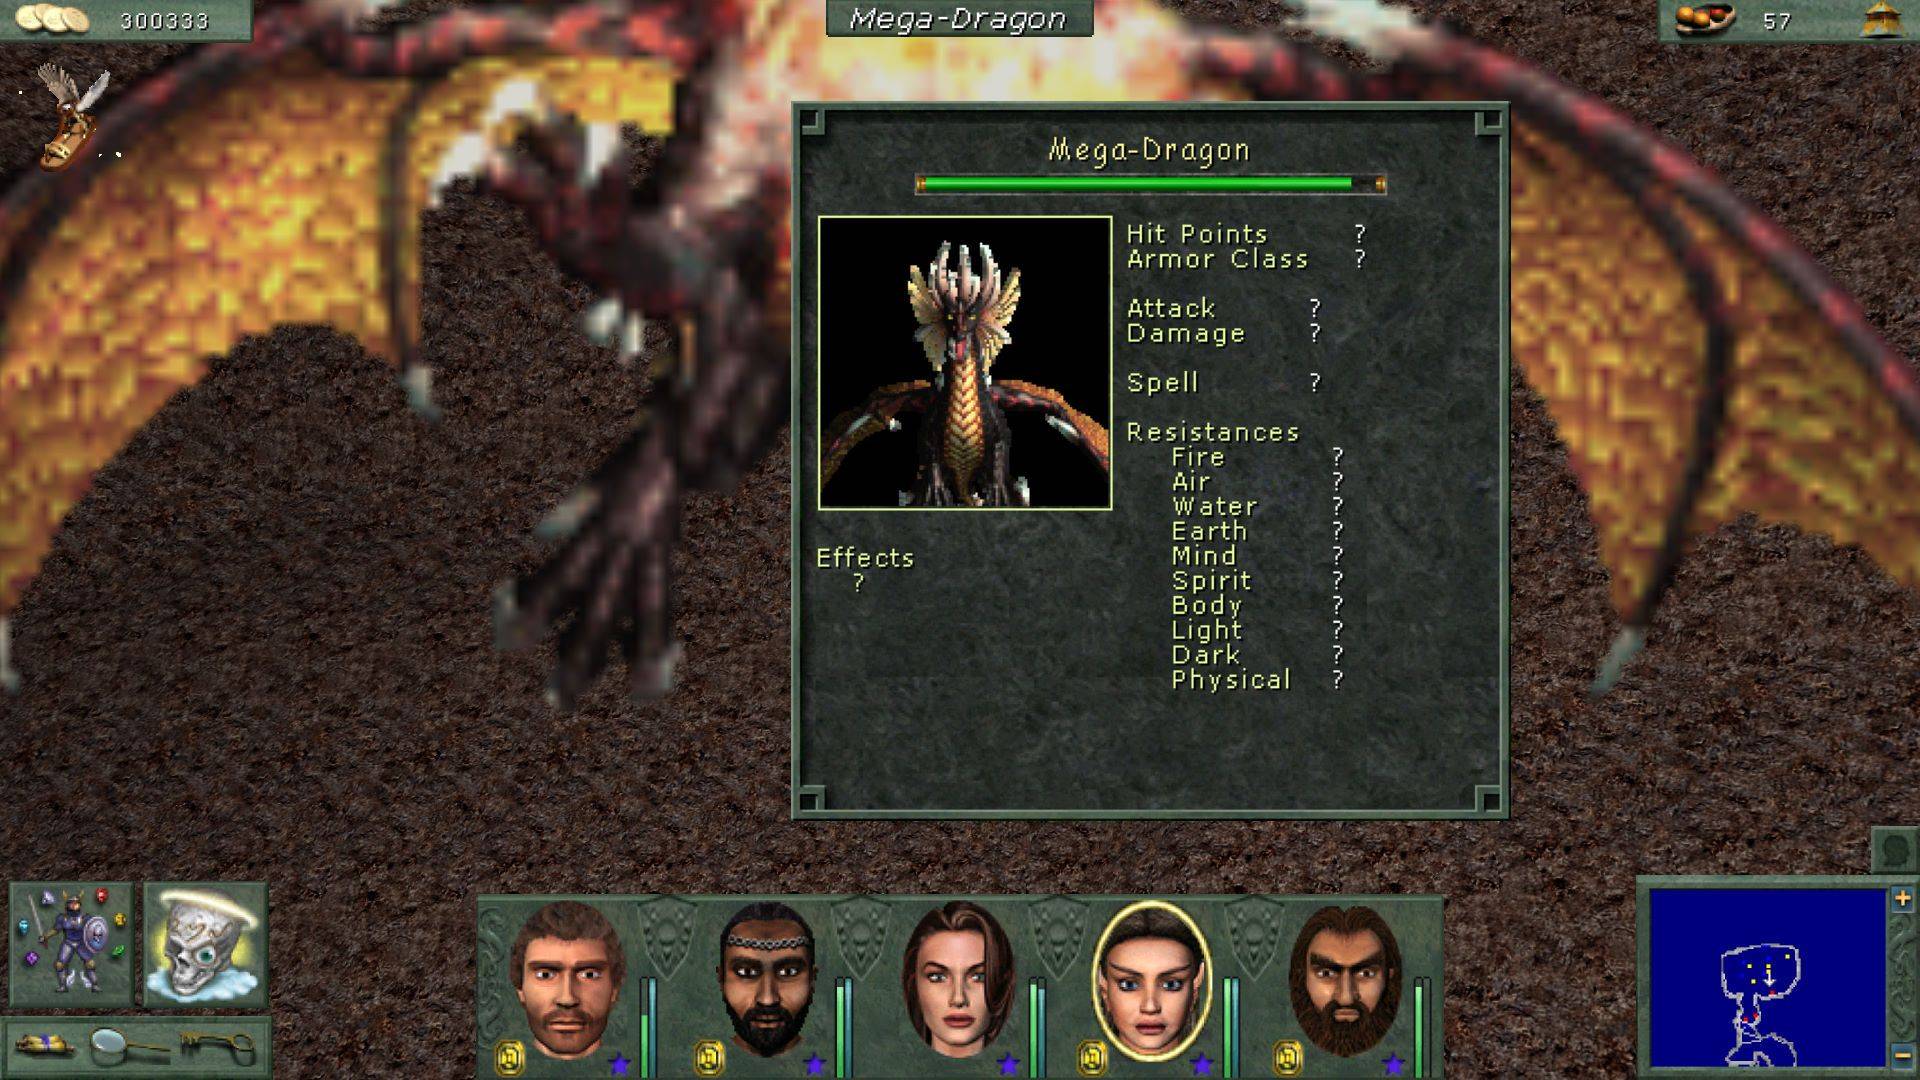 300333
Mega-Dragon
57
Mega-Dragon
Hit Points ?
Armor Class ?
Attack ?
Damage ?
Spell ?
Resistances
Fire ?
Air ?
Water ?
Earth ?
Mind ?
Spirit ?
Body ?
Light ?
Dark ?
Physical ?
Effects
?